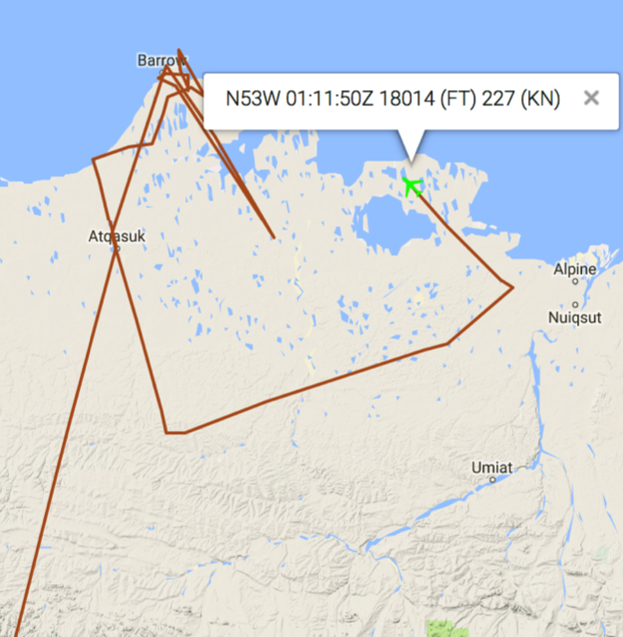 Barrow
N53W 01:11:50Z 18014 (FT) 227 (KN) ×
Atqasuk
Alpine
Nuiqsut
Umiat